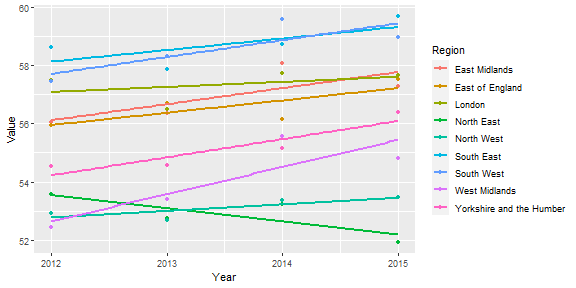 60
58
56
54
52
Value
2012
2013
2014
2015
Year
Region
East Midlands
East of England
London
North East
North West
South East
South West
West Midlands
Yorkshire and the Humber